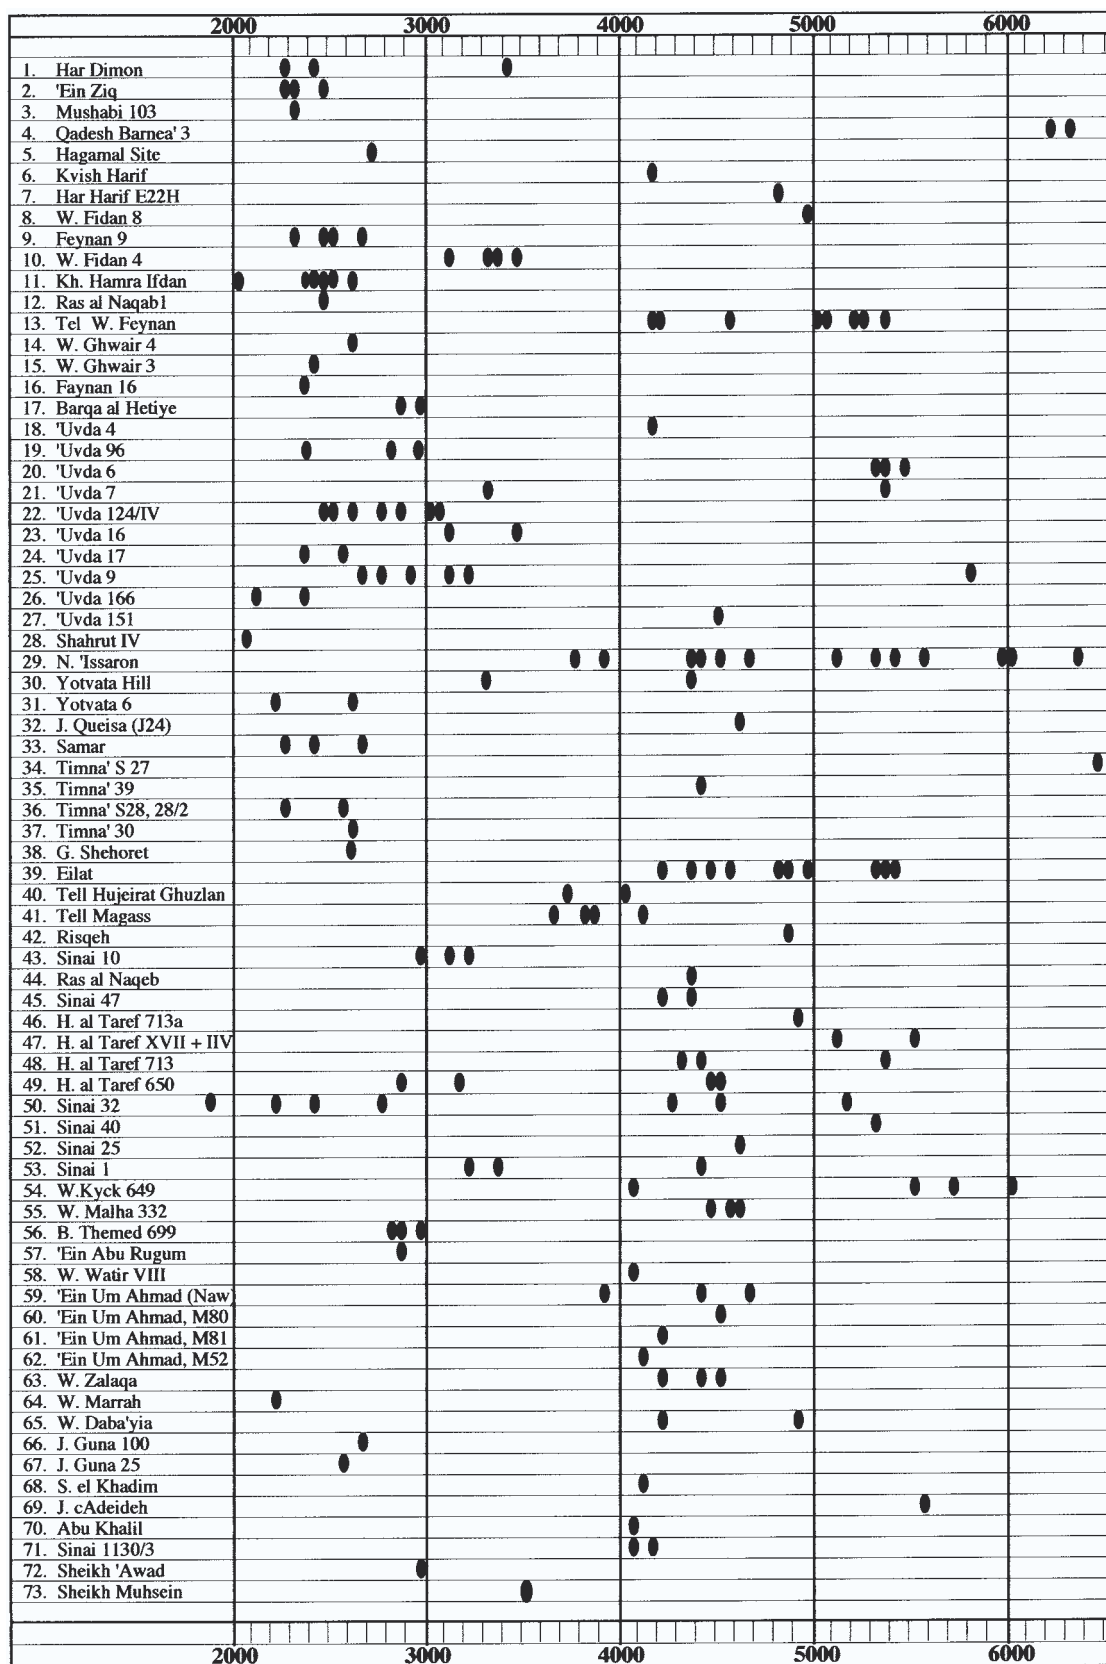 2000 3000 4000 5000 6000
1. Har Dimon
2. 'Ein Ziq
3. Mushabi 103
4. Qadesh Barnea' 3
5. Hagamal Site
6. Kvish Harif
7. Har Harif E22H
8. W. Fidan 8
9. Feynan 9
10. W. Fidan 4
11. Kh. Hamra Ifdan
12. Ras al Naqab1
13. Tel W. Feynan
14. W. Ghwair 4
15. W. Ghwair 3
16. Faynan 16
17. Barqa al Hetiye
18. 'Uvda 4
19. 'Uvda 96
20. 'Uvda 6
21. 'Uvda 7
22. 'Uvda 124/IV
23. 'Uvda 16
24. 'Uvda 17
25. 'Uvda 9
26. 'Uvda 166
27. 'Uvda 151
28. Shahrut IV
29. N. 'Issaron
30. Yotvata Hill
31. Yotvata 6
32. J. Queisa (J24)
33. Samar
34. Timna' S 27
35. Timna' 39
36. Timna' S28, 28/2
37. Timna' 30
38. G. Shehoret
39. Eilat
40. Tell Hujeirat Ghuzlan
41. Tell Magass
42. Risqeh
43. Sinai 10
44. Ras al Naqeb
45. Sinai 47
46. H. al Taref 713a
47. H. al Taref XVII + IIV
48. H. al Taref 713
49. H. al Taref 650
50. Sinai 32
51. Sinai 40
52. Sinai 25
53. Sinai 1
54. W.Kyck 649
55. W. Malha 332
56. B. Themed 699
57. 'Ein Abu Rugum
58. W. Watir VIII
59. 'Ein Um Ahmad (Naw)
60. 'Ein Um Ahmad, M80
61. 'Ein Um Ahmad, M81
62. 'Ein Um Ahmad, M52
63. W. Zalaqa
64. W. Marrah
65. W. Daba'yia
66. J. Guna 100
67. J. Guna 25
68. S. el Khadim
69. J. cAdeideh
70. Abu Khalil
71. Sinai 1130/3
72. Sheikh 'Awad
73. Sheikh Muhsein
2000 3000 4000 5000 6000